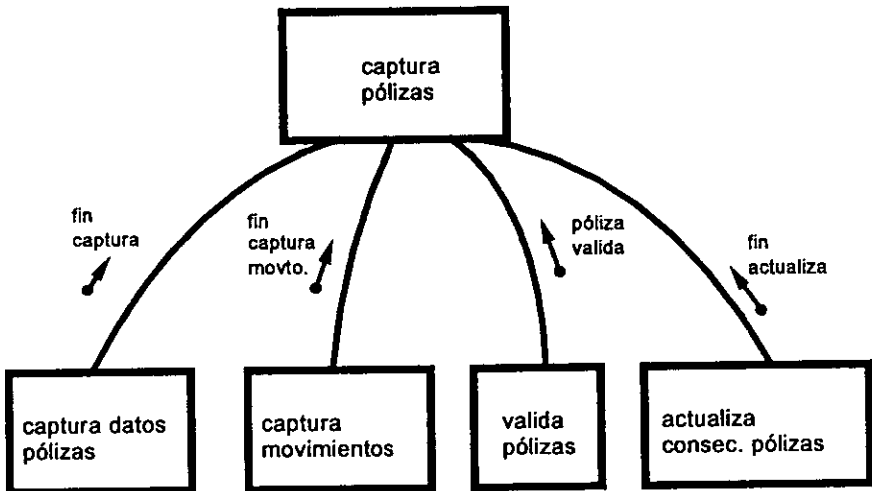 captura
pólizas
fin
captura
fin
captura
movto.
póliza
valida
fin
actualiza
captura datos
pólizas
captura
movimientos
valida
pólizas
actualiza
consec. pólizas